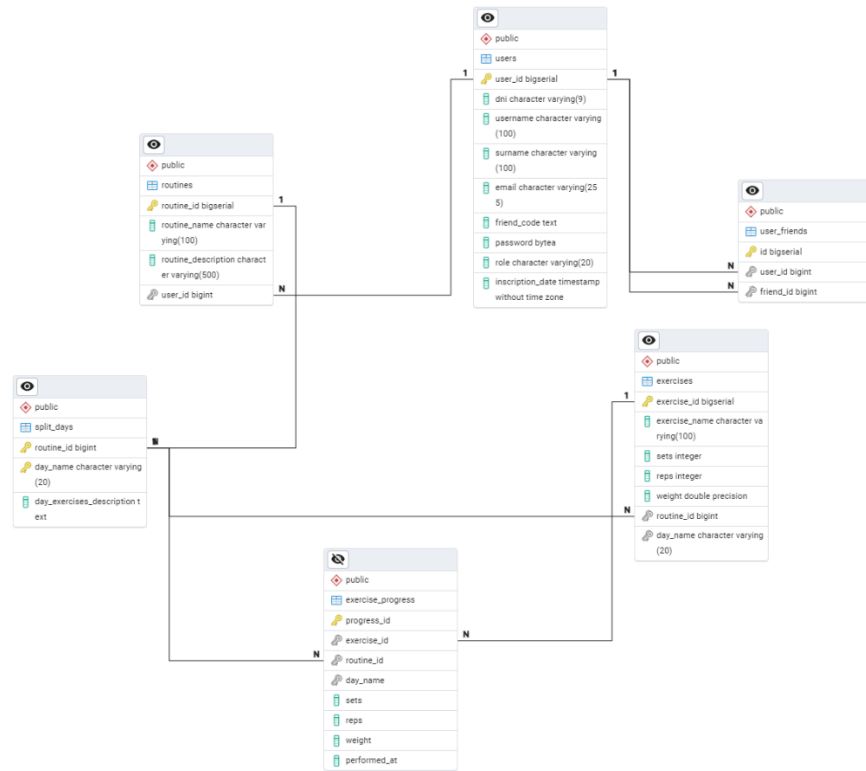 public
users
user_id bigserial
dni character varying(9)
username character varying
(100)
surname character varying
(100)
email character varying(25
5)
friend_code text
password bytea
role character varying(20)
inscription_date timestamp
without time zone
1
1
public
routines
routine_id bigserial
routine_name character var
ying(100)
routine_description charact
er varying(500)
user_id bigint
1
N
public
user_friends
id bigserial
user_id bigint
friend_id bigint
N
N
public
exercises
exercise_id bigserial
exercise_name character va
rying(100)
sets integer
reps integer
weight double precision
routine_id bigint
day_name character varying
(20)
1
N
public
split_days
routine_id bigint
day_name character varying
(20)
day_exercises_description t
ext
public
exercise_progress
progress_id
exercise_id
routine_id
day_name
sets
reps
weight
performed_at
N
N